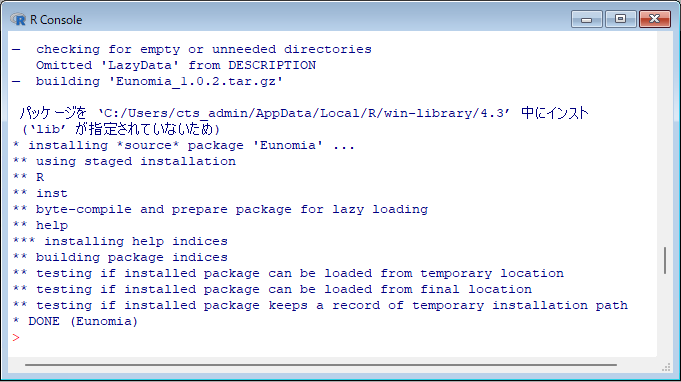 R Console
—  checking for empty or unneeded directories
   Omitted 'LazyData' from DESCRIPTION
—  building 'Eunomia_1.0.2.tar.gz'
パッケージを ‘C:/Users/cts_admin/AppData/Local/R/win-library/4.3’ 中にインスト
(‘lib’ が指定されていないため)
* installing *source* package 'Eunomia' ...
** using staged installation
** R
** inst
** byte-compile and prepare package for lazy loading
** help
*** installing help indices
** building package indices
** testing if installed package can be loaded from temporary location
** testing if installed package can be loaded from final location
** testing if installed package keeps a record of temporary installation path
* DONE (Eunomia)
>